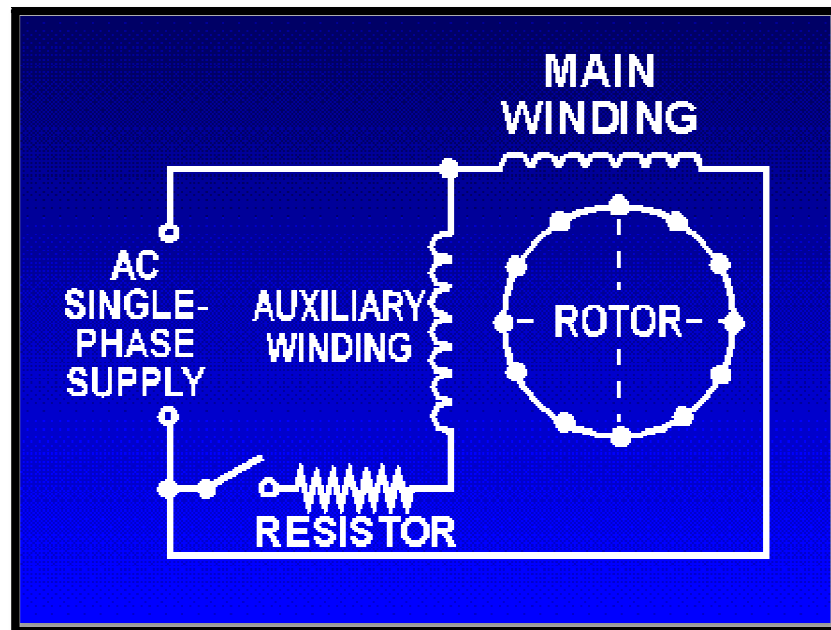 MAIN
WINDING
AC
SINGLE-
PHASE
SUPPLY
AUXILIARY
WINDING
ROTOR
RESISTOR